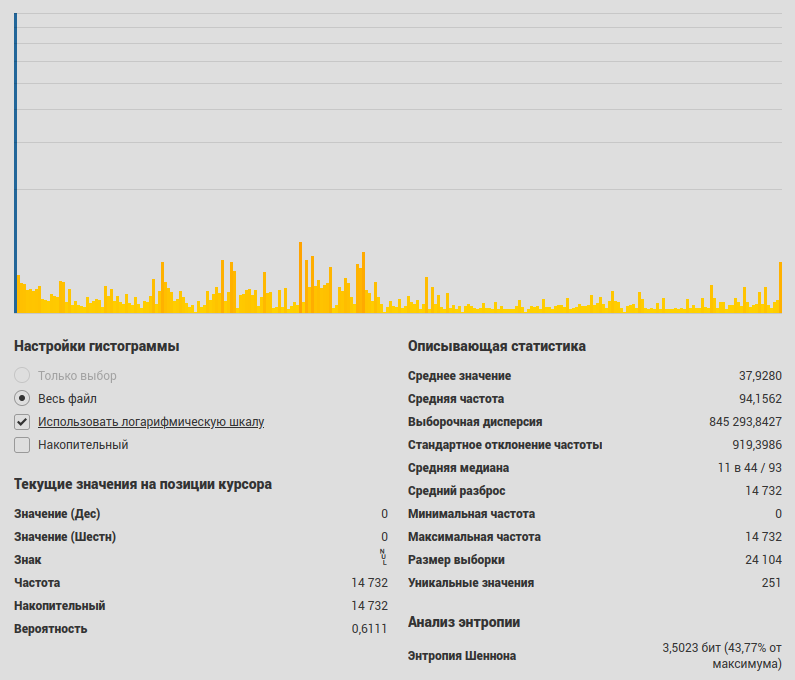 Настройки гистограммы
Только выбор
Весь файл
Использовать логарифмическую шкалу
Накопительный
Текущие значения на позиции курсора
Значение (Дес) 0
Значение (Шестн) 0
Знак NUL
Частота 14 732
Накопительный 14 732
Вероятность 0,6111
Описывающая статистика
Среднее значение 37,9280
Средняя частота 94,1562
Выборочная дисперсия 845 293,8427
Стандартное отклонение частоты 919,3986
Средняя медиана 11 в 44 / 93
Средний разброс 14 732
Минимальная частота 0
Максимальная частота 14 732
Размер выборки 24 104
Уникальные значения 251
Анализ энтропии
Энтропия Шеннона 3,5023 бит (43,77% от
максимума)